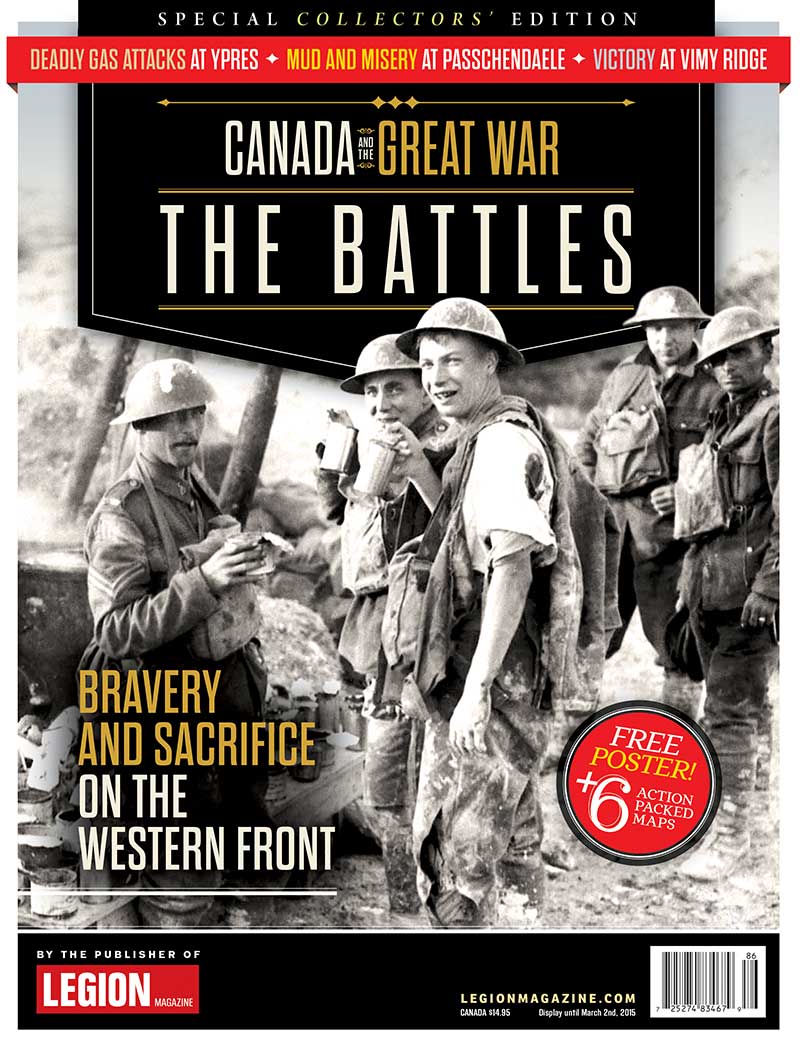 SPECIAL COLLECTORS' EDITION
DEADLY GAS ATTACKS AT YPRES ✦ MUD AND MISERY AT PASSCHENDAELE ✦ VICTORY AT VIMY RIDGE
CANADA AND THE GREAT WAR
THE BATTLES
BRAVERY
AND SACRIFICE
ON THE
WESTERN FRONT
FREE
POSTER!
+6 ACTION
PACKED
MAPS
BY THE PUBLISHER OF
LEGION MAGAZINE
LEGIONMAGAZINE.COM
CANADA $14.95 Display until March 2nd, 2015
86
7 25274 83467 9